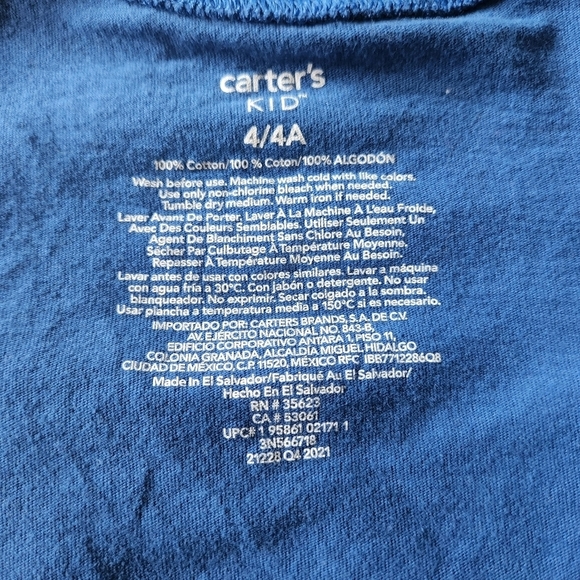 carter's
KID™
4/4A
100% Cotton/100 % Coton/100% ALGODÓN
Wash before use. Machine wash cold with like colors.
Use only non-chlorine bleach when needed.
Tumble dry medium. Warm iron if needed.
Laver Avant De Porter. Laver À La Machine À L'eau Froide,
Avec Des Couleurs Semblables. Utiliser Seulement Un
Agent De Blanchiment Sans Chlore Au Besoin,
Sécher Par Culbutage À Température Moyenne.
Repasser À Température Moyenne Au Besoin.
Lavar antes de usar con colores similares. Lavar a máquina
con agua fría a 30°C. Con jabón o detergente. No usar
blanqueador. No exprimir. Secar colgado a la sombra.
Usar plancha a temperatura media a 150°C si es necesario.
IMPORTADO POR: CARTERS BRANDS, S.A. DE C.V.
AV. EJÉRCITO NACIONAL NO. 843-B,
EDIFICIO CORPORATIVO ANTARA 1, PISO 11,
COLONIA GRANADA, ALCALDÍA MIGUEL HIDALGO
CIUDAD DE MÉXICO, C.P. 11520, MÉXICO RFC IBB7712286Q8
Made In El Salvador/Fabriqué Au El Salvador/
Hecho En El Salvador
RN # 35623
CA # 53061
UPC# 1 95861 02171 1
3N566718
21228 Q4 2021